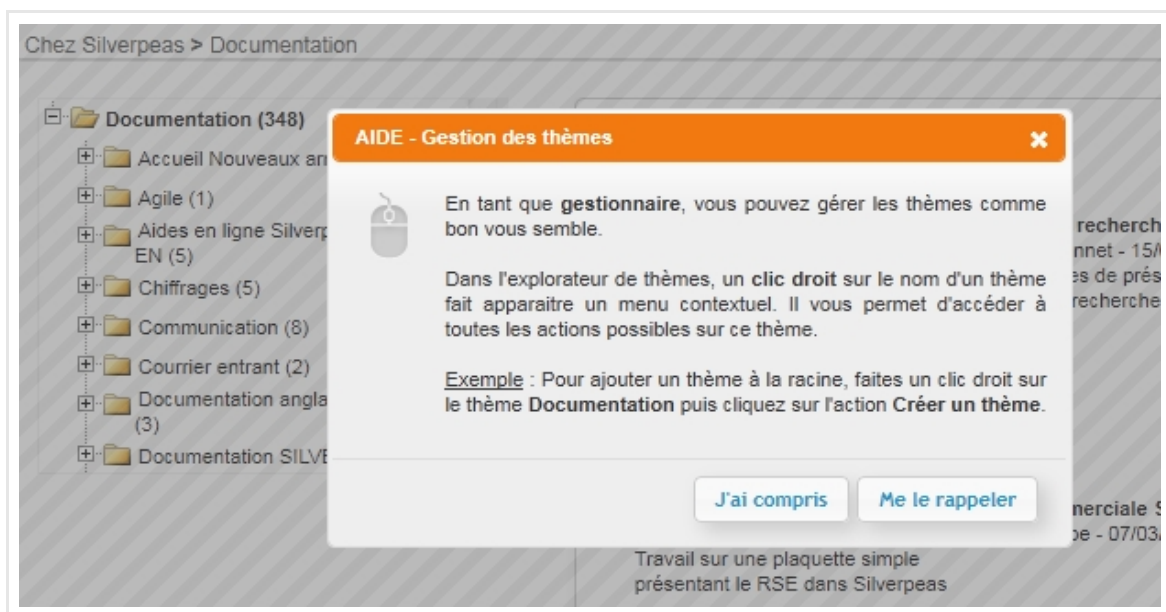 Chez Silverpeas > Documentation
Documentation (348)
Accueil Nouveaux
Agile (1)
Aides en ligne
EN (5)
Chiffrages (5)
Communication (8)
Courrier entrant (2)
Documentation
(3)
Documentation
AIDE - Gestion des thèmes
En tant que gestionnaire, vous pouvez gérer les thèmes comme
bon vous semble.
Dans l'explorateur de thèmes, un clic droit sur le nom d'un thème
fait apparaitre un menu contextuel. Il vous permet d'accéder à
toutes les actions possibles sur ce thème.
Exemple : Pour ajouter un thème à la racine, faites un clic droit sur
le thème Documentation puis cliquez sur l'action Créer un thème.
J'ai compris
Me le rappeler
de
Travail sur une plaquette simple
présentant le RSE dans Silverpeas